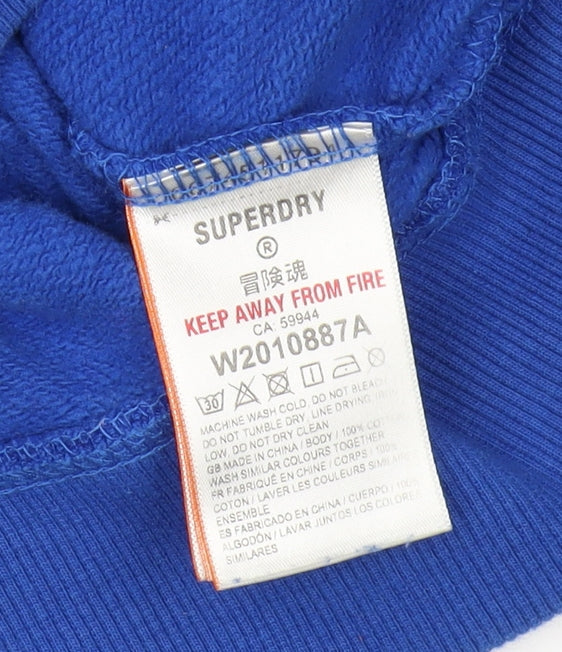 SUPERDRY
®
冒険魂
KEEP AWAY FROM FIRE
CA: 59944
W2010887A
30
MACHINE WASH COLD, DO NOT BLEACH
DO NOT TUMBLE DRY, LINE DRYING, IRON
LOW, DO NOT DRY CLEAN
GB MADE IN CHINA / BODY / 100% COTTON
WASH SIMILAR COLOURS TOGETHER
FR FABRIQUÉ EN CHINE / CORPS / 100%
COTON / LAVER LES COULEURS SIMILAIRES
ENSEMBLE
ES FABRICADO EN CHINA / CUERPO / 100%
ALGODÓN / LAVAR JUNTOS LOS COLORES
SIMILARES